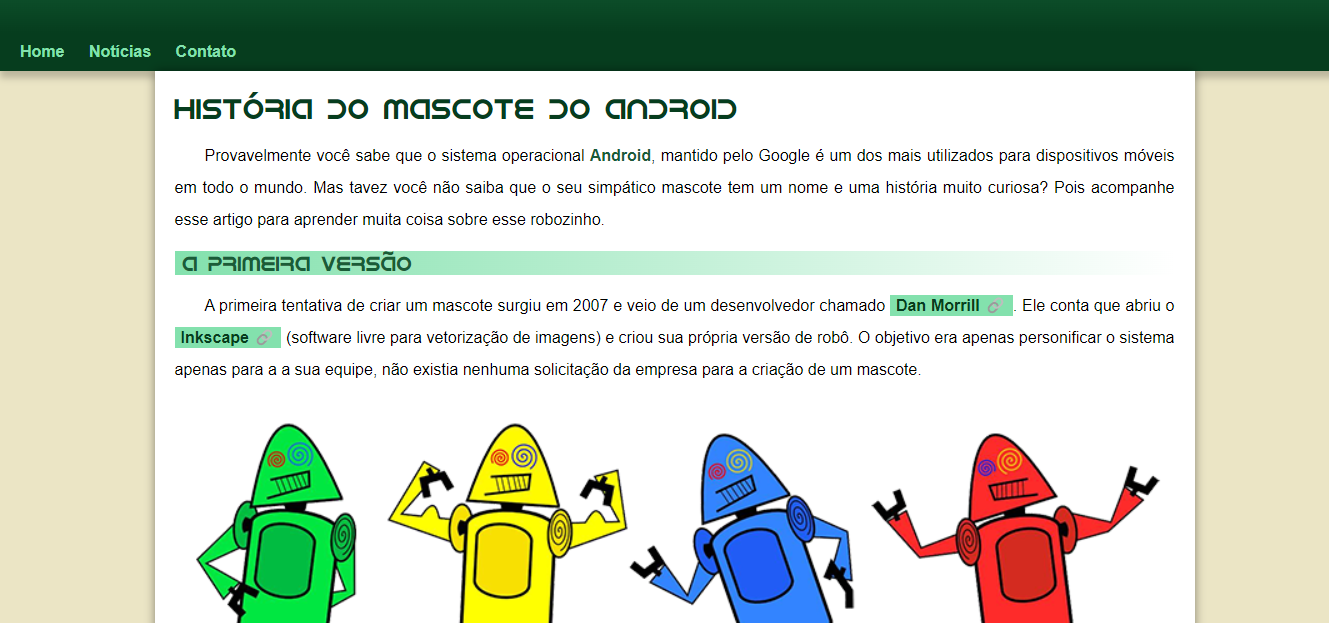 Home Notícias Contato
HISTÓRIA DO MASCOTE DO ANDROID
Provavelmente você sabe que o sistema operacional Android, mantido pelo Google é um dos mais utilizados para dispositivos móveis
em todo o mundo. Mas tavez você não saiba que o seu simpático mascote tem um nome e uma história muito curiosa? Pois acompanhe
esse artigo para aprender muita coisa sobre esse robozinho.
A PRIMEIRA VERSÃO
A primeira tentativa de criar um mascote surgiu em 2007 e veio de um desenvolvedor chamado Dan Morrill. Ele conta que abriu o
Inkscape (software livre para vetorização de imagens) e criou sua própria versão de robô. O objetivo era apenas personificar o sistema
apenas para a a sua equipe, não existia nenhuma solicitação da empresa para a criação de um mascote.